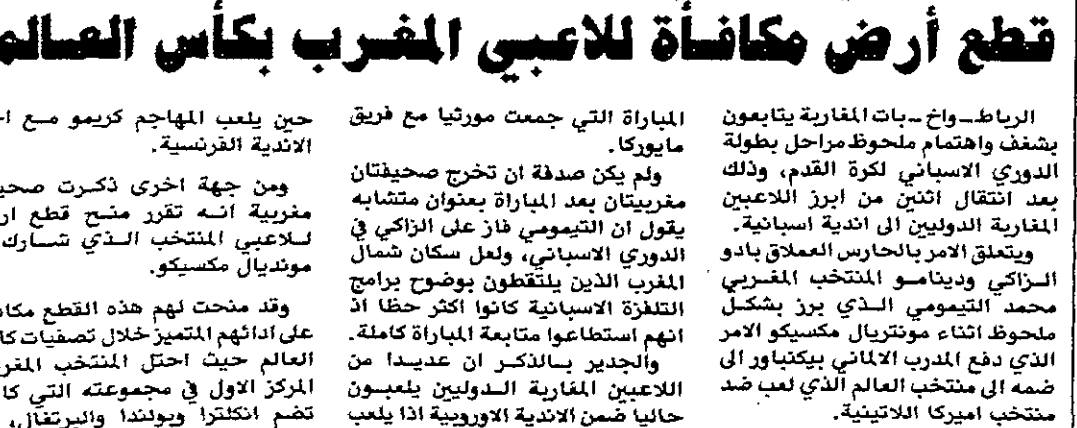 قطع أرض مكافأة للاعبي المغرب بكأس
الرباط ـ واخ ـ بات المغاربة يتابعون
بشغف واهتمام ملحوظ مراحل بطولة
الدوري الاسباني لكرة القدم، وذلك
بعد انتقال اثنين من ابرز اللاعبين
المغاربة الدوليين الى اندية اسبانية.
ويتعلق الامر بالحارس العملاق بادو
الزاكي ودينامو المنتخب المغربي
محمد التيمومي الذي برز بشكل
ملحوظ اثناء مونتريال مكسيكو الامر
الذي دفع المدرب الالماني بيكنباور الى
ضمه الى منتخب العالم الذي لعب ضد
منتخب اميركا اللاتينية.
المباراة التي جمعت مورثيا مع فريق
مايوركا.
ولم يكن صدفة ان تخرج صحيفتان
مغربيتان بعد المباراة بعنوان متشابه
يقول ان التيمومي فاز على الزاكي في
الدوري الاسباني، ولعل سكان شمال
المغرب الذين يلتقطون بوضوح برامج
التلفزة الاسبانية كانوا اكثر حظا اذ
انهم استطاعوا متابعة المباراة كاملة.
والجدير بالذكر ان عديدا من
اللاعبين المغاربة الدوليين يلعبون
حاليا ضمن الاندية الاوروبية اذا يلعب
حين يلعب المهاجم كريمو مع
الاندية الفرنسية.
ومن جهة اخرى ذكرت
مغربية انه تقرر منح قطع
للاعبي المنتخب الذي شارك
مونديال مكسيكو.
وقد منحت لهم هذه القطع
على ادائهم المتميز خلال تصفيات
العالم حيث احتل المنتخب
المركز الاول في مجموعته التي
تضم انكلترا وبولندا والبرتغال،